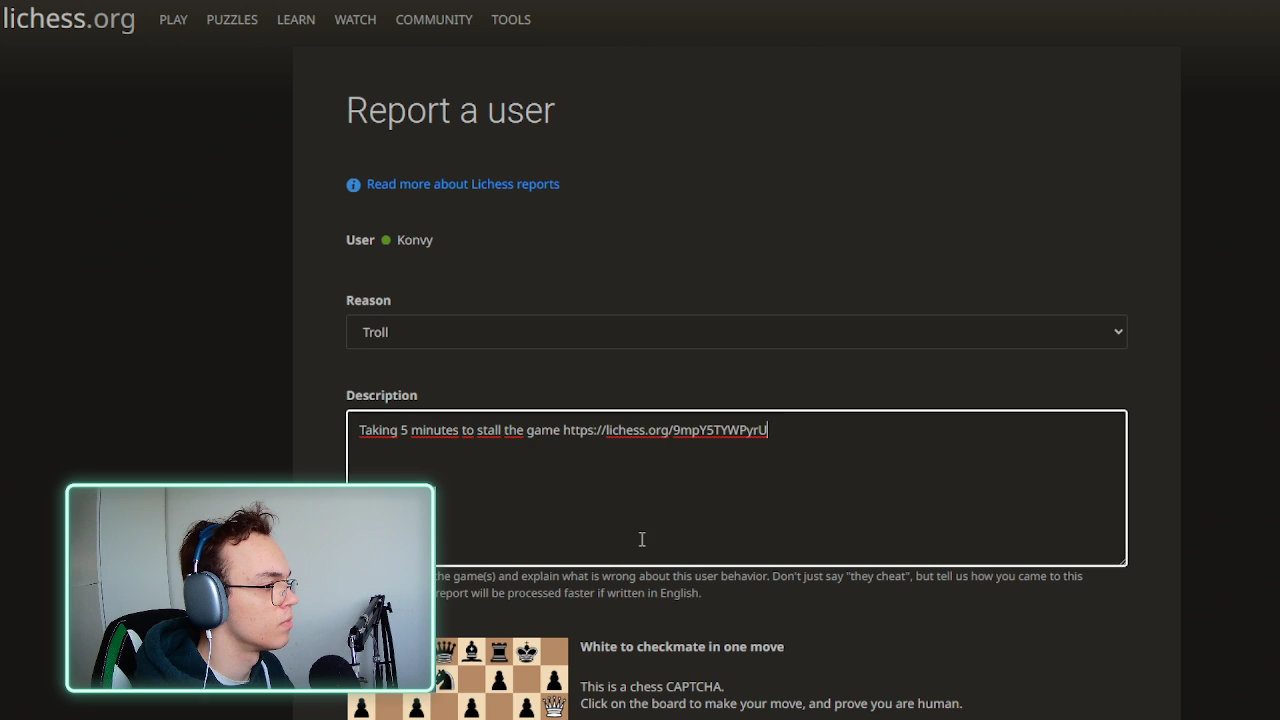 lichess.org PLAY PUZZLES LEARN WATCH COMMUNITY TOOLS
Report a user
Read more about Lichess reports
User Konvy
Reason
Troll
Description
Taking 5 minutes to stall the game https://lichess.org/9mpY5TYWPyrU
the game(s) and explain what is wrong about this user behavior. Don't just say "they cheat", but tell us how you came to this
report will be processed faster if written in English.
White to checkmate in one move
This is a chess CAPTCHA.
Click on the board to make your move, and prove you are human.